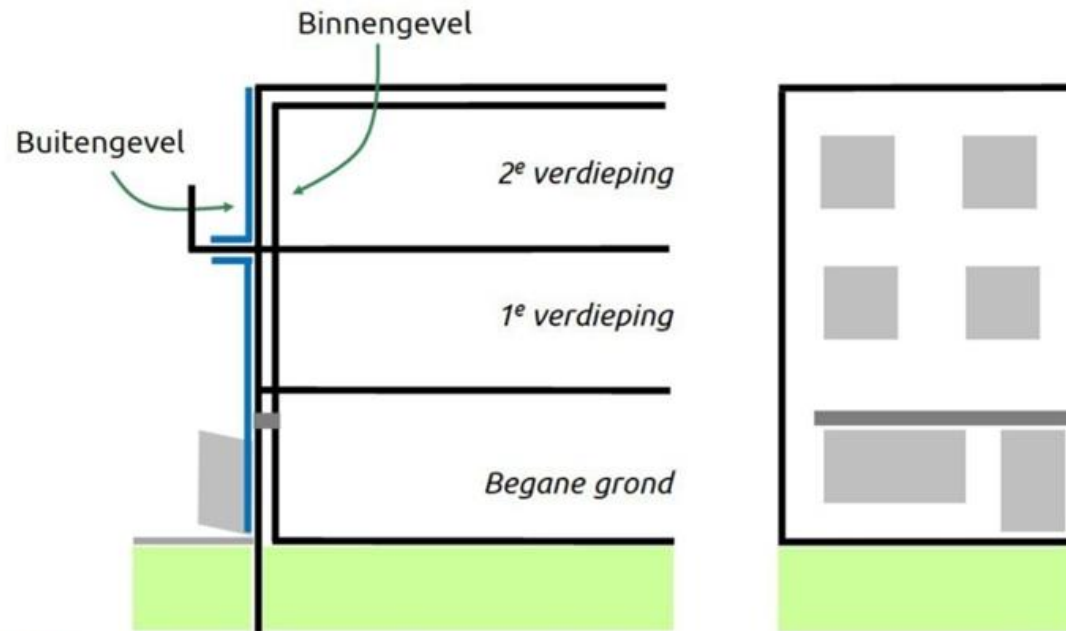 Binnengevel
Buitengevel
2ᵉ verdieping
1ᵉ verdieping
Begane grond